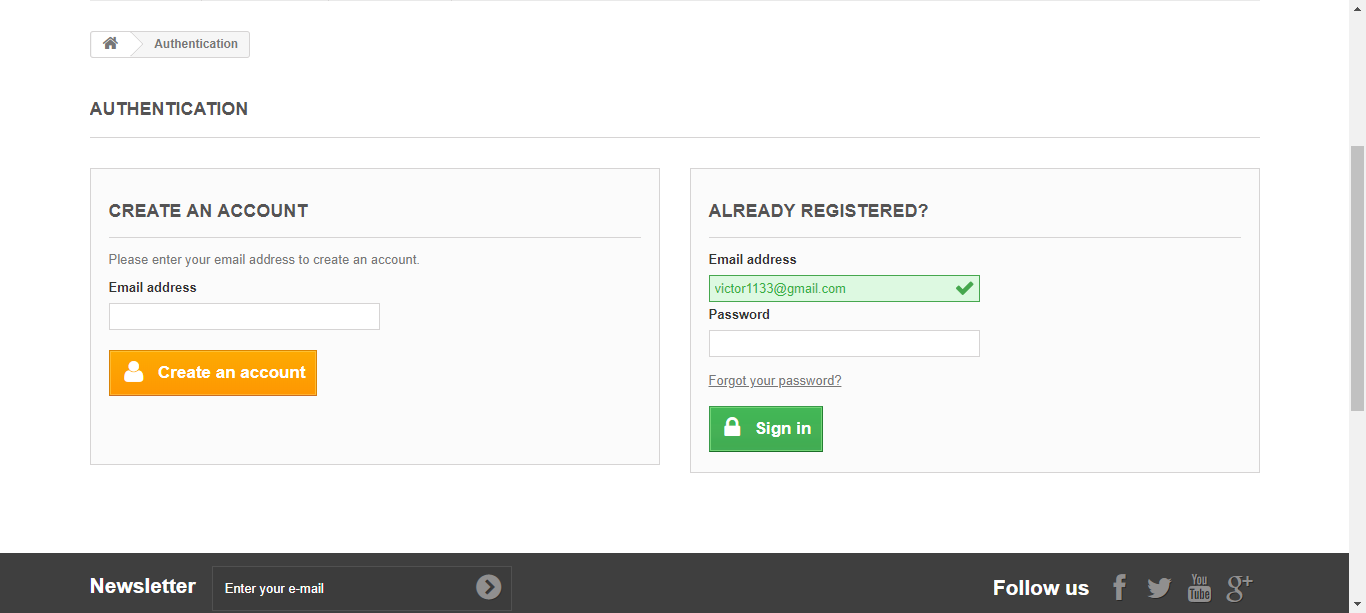 Authentication
AUTHENTICATION
CREATE AN ACCOUNT
Please enter your email address to create an account.
Email address
Create an account
ALREADY REGISTERED?
Email address
victor1133@gmail.com
Password
Forgot your password?
Sign in
Newsletter
Enter your e-mail
Follow us
You
Tube
g+